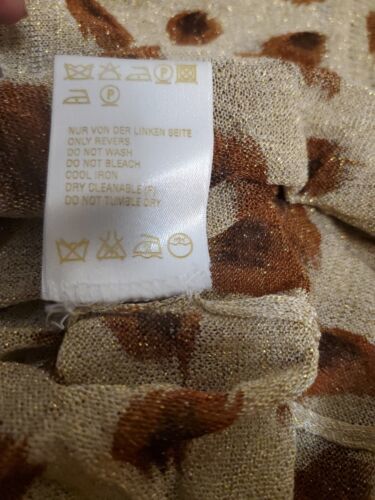 P
P
NUR VON DER LINKEN SEITE
ONLY REVERS
DO NOT WASH
DO NOT BLEACH
COOL IRON
DRY CLEANABLE (P)
DO NOT TUMBLE DRY